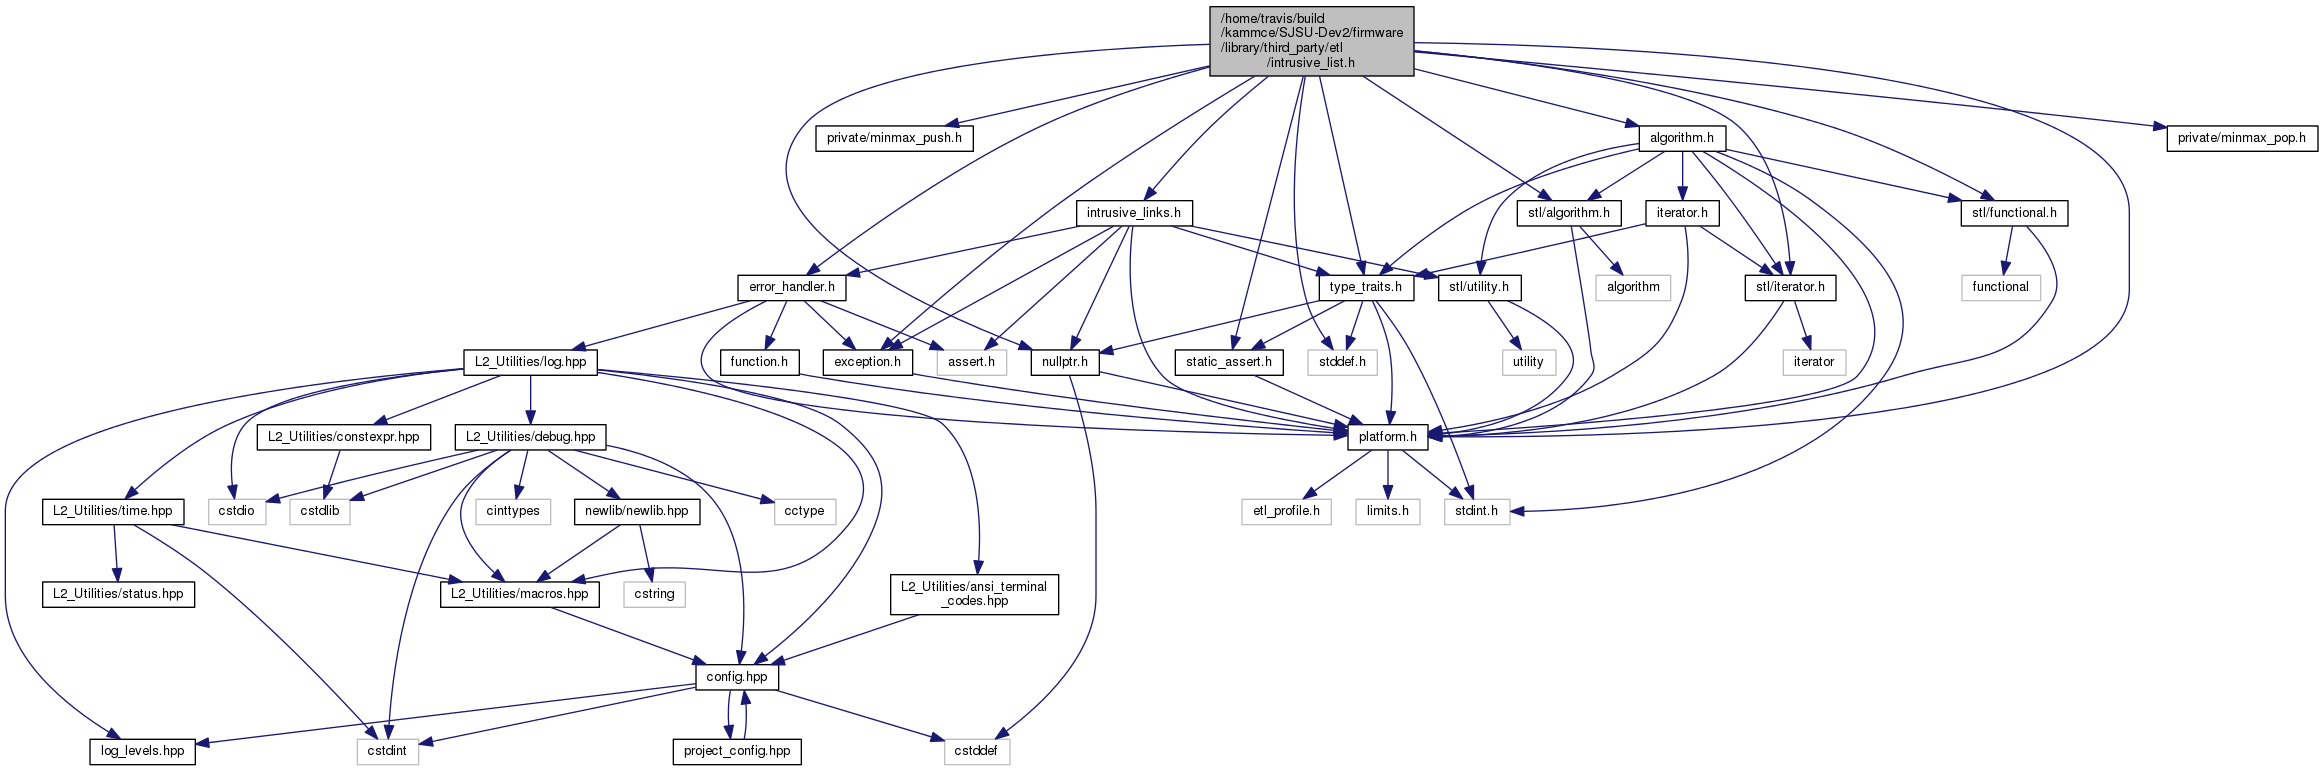 /home/travis/build
/kammce/SJSU-Dev2/firmware
/library/third_party/etl
/intrusive_list.h
private/minmax_push.h
algorithm.h
private/minmax_pop.h
intrusive_links.h
stl/algorithm.h
iterator.h
stl/functional.h
error_handler.h
type_traits.h
stl/utility.h
algorithm
stl/iterator.h
functional
L2_Utilities/log.hpp
function.h
exception.h
assert.h
nullptr.h
static_assert.h
stddef.h
utility
iterator
L2_Utilities/constexpr.hpp
L2_Utilities/debug.hpp
platform.h
L2_Utilities/time.hpp
cstdio
cstdlib
cinttypes
newlib/newlib.hpp
cctype
etl_profile.h
limits.h
stdint.h
L2_Utilities/status.hpp
L2_Utilities/macros.hpp
cstring
L2_Utilities/ansi_terminal
_codes.hpp
config.hpp
log_levels.hpp
cstdint
project_config.hpp
cstddef